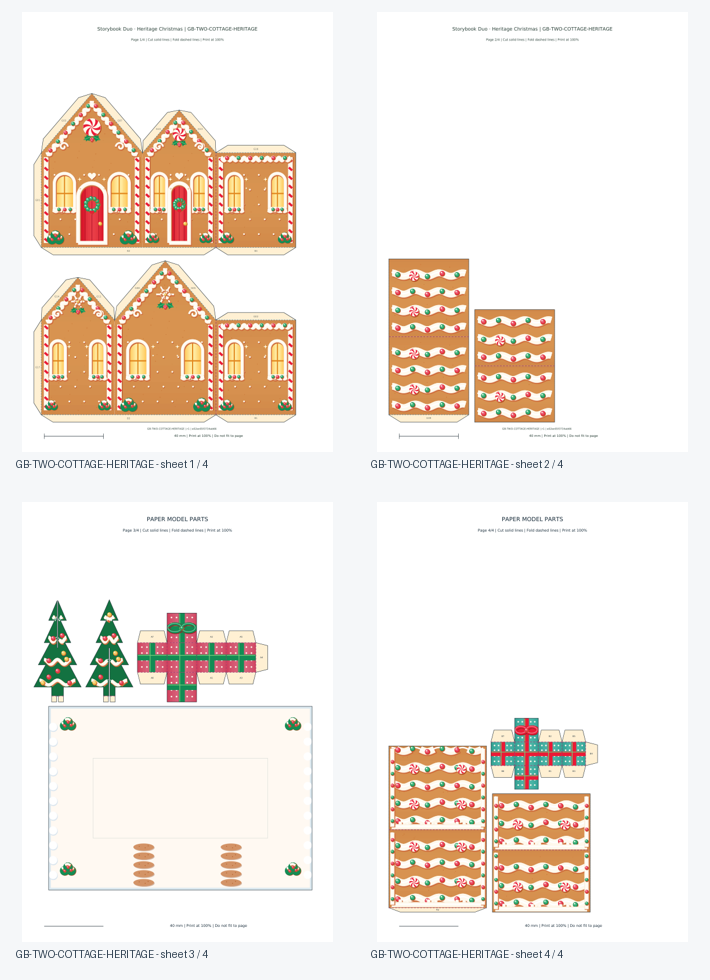 Storybook Duo · Heritage Christmas | GB-TWO-COTTAGE-HERITAGE
Page 1/4 | Cut solid lines | Fold dashed lines | Print at 100%
40 mm | Print at 100% | Do not fit to page
GB-TWO-COTTAGE-HERITAGE - sheet 1 / 4
Storybook Duo · Heritage Christmas | GB-TWO-COTTAGE-HERITAGE
Page 2/4 | Cut solid lines | Fold dashed lines | Print at 100%
40 mm | Print at 100% | Do not fit to page
GB-TWO-COTTAGE-HERITAGE - sheet 2 / 4
PAPER MODEL PARTS
Page 3/4 | Cut solid lines | Fold dashed lines | Print at 100%
40 mm | Print at 100% | Do not fit to page
GB-TWO-COTTAGE-HERITAGE - sheet 3 / 4
PAPER MODEL PARTS
Page 4/4 | Cut solid lines | Fold dashed lines | Print at 100%
40 mm | Print at 100% | Do not fit to page
GB-TWO-COTTAGE-HERITAGE - sheet 4 / 4